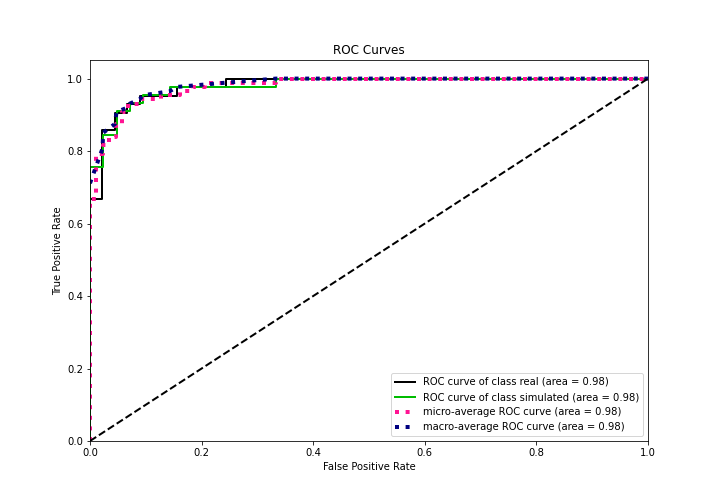 ROC Curves
True Positive Rate
1.0
0.8
0.6
0.4
0.2
0.0
0.0 0.2 0.4 0.6 0.8 1.0
False Positive Rate
ROC curve of class real (area = 0.98)
ROC curve of class simulated (area = 0.98)
micro-average ROC curve (area = 0.98)
macro-average ROC curve (area = 0.98)